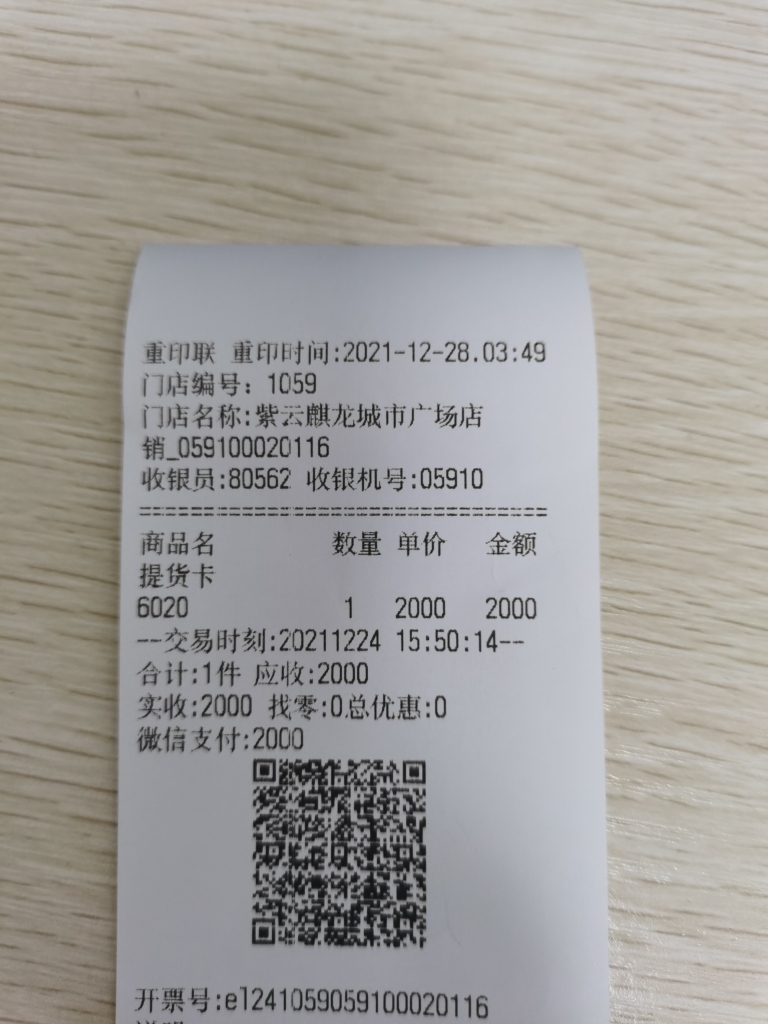 重印联 重印时间:2021-12-28.03:49
门店编号: 1059
门店名称:紫云麒龙城市广场店
销_059100020116
收银员:80562 收银机号:05910
================================
商品名 数量 单价 金额
提货卡
6020 1 2000 2000
--交易时刻:20211224 15:50:14--
合计:1件 应收:2000
实收:2000 找零:0总优惠:0
微信支付:2000
开票号:e1241059059100020116